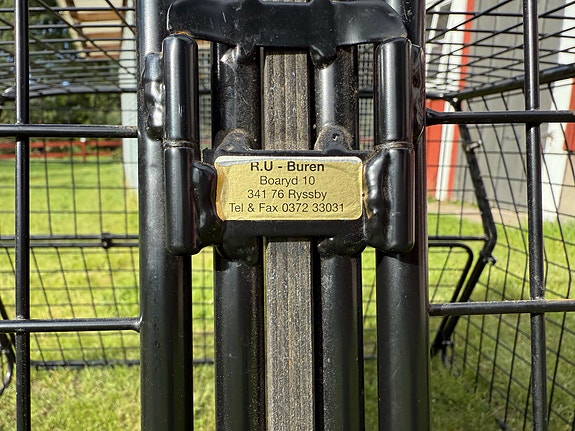 R.U - Buren
Boaryd 10
341 76 Ryssby
Tel & Fax 0372 33031